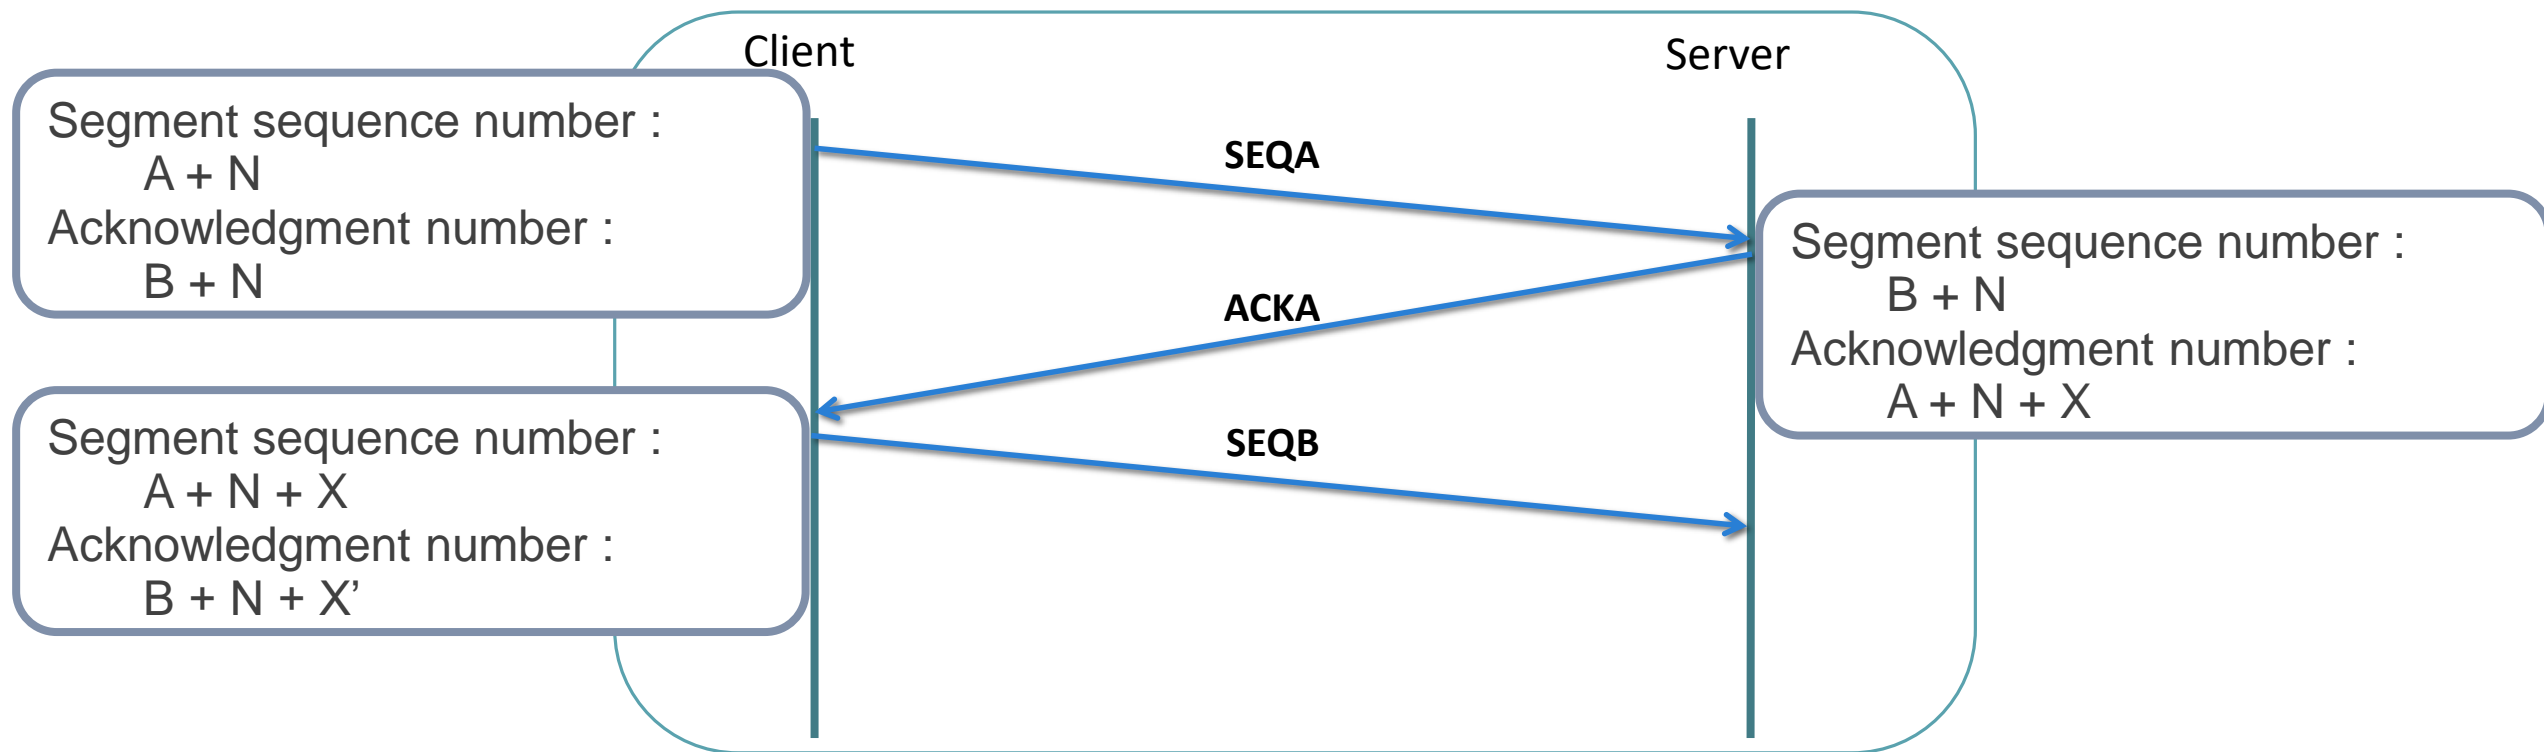 Client
Server
Segment sequence number :
A + N
Acknowledgment number :
B + N
SEQA
Segment sequence number :
B + N
Acknowledgment number :
A + N + X
ACKA
Segment sequence number :
A + N + X
Acknowledgment number :
B + N + X’
SEQB